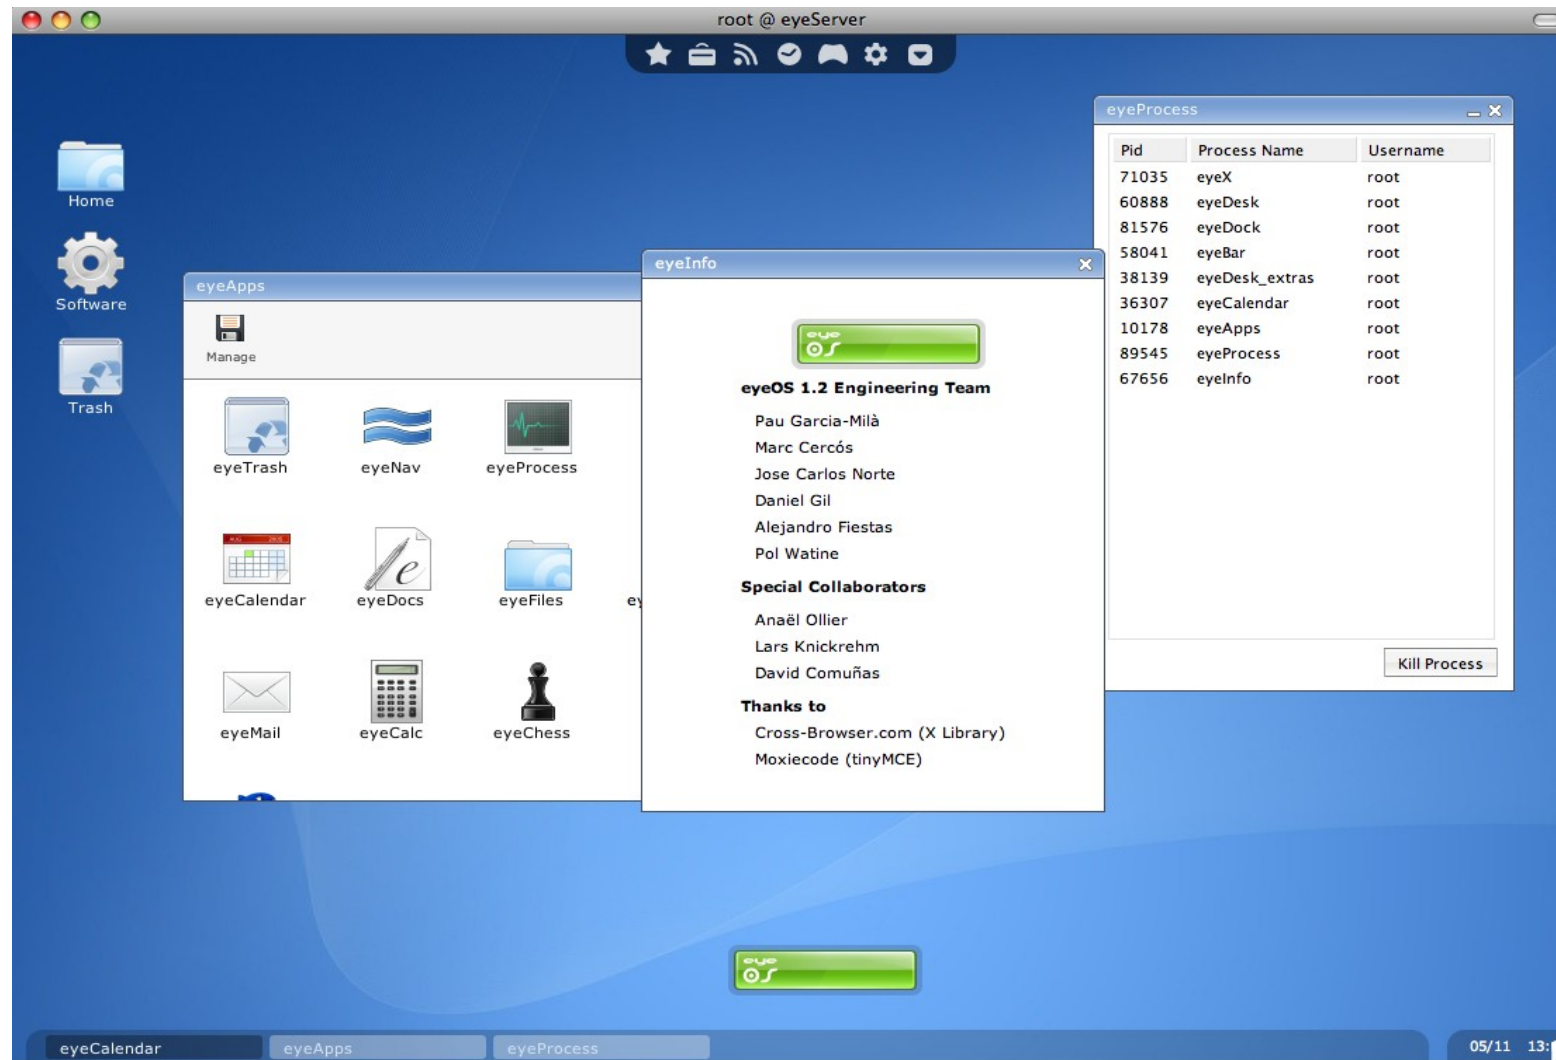 root @ eyeServer
Home
Software
Trash
eyeApps
Manage
eyeTrash
eyeNav
eyeProcess
eyeCalendar
eyeDocs
eyeFiles
ey
eyeMail
eyeCalc
eyeChess
eyeInfo
eye
OS
eyeOS 1.2 Engineering Team
Pau Garcia-Milà
Marc Cercós
Jose Carlos Norte
Daniel Gil
Alejandro Fiestas
Pol Watine
Special Collaborators
Anaël Ollier
Lars Knickrehm
David Comuñas
Thanks to
Cross-Browser.com (X Library)
Moxiecode (tinyMCE)
eyeProcess
Pid Process Name Username
71035 eyeX root
60888 eyeDesk root
81576 eyeDock root
58041 eyeBar root
38139 eyeDesk_extras root
36307 eyeCalendar root
10178 eyeApps root
89545 eyeProcess root
67656 eyeInfo root
Kill Process
eye
OS
eyeCalendar eyeApps eyeProcess 05/11 13: